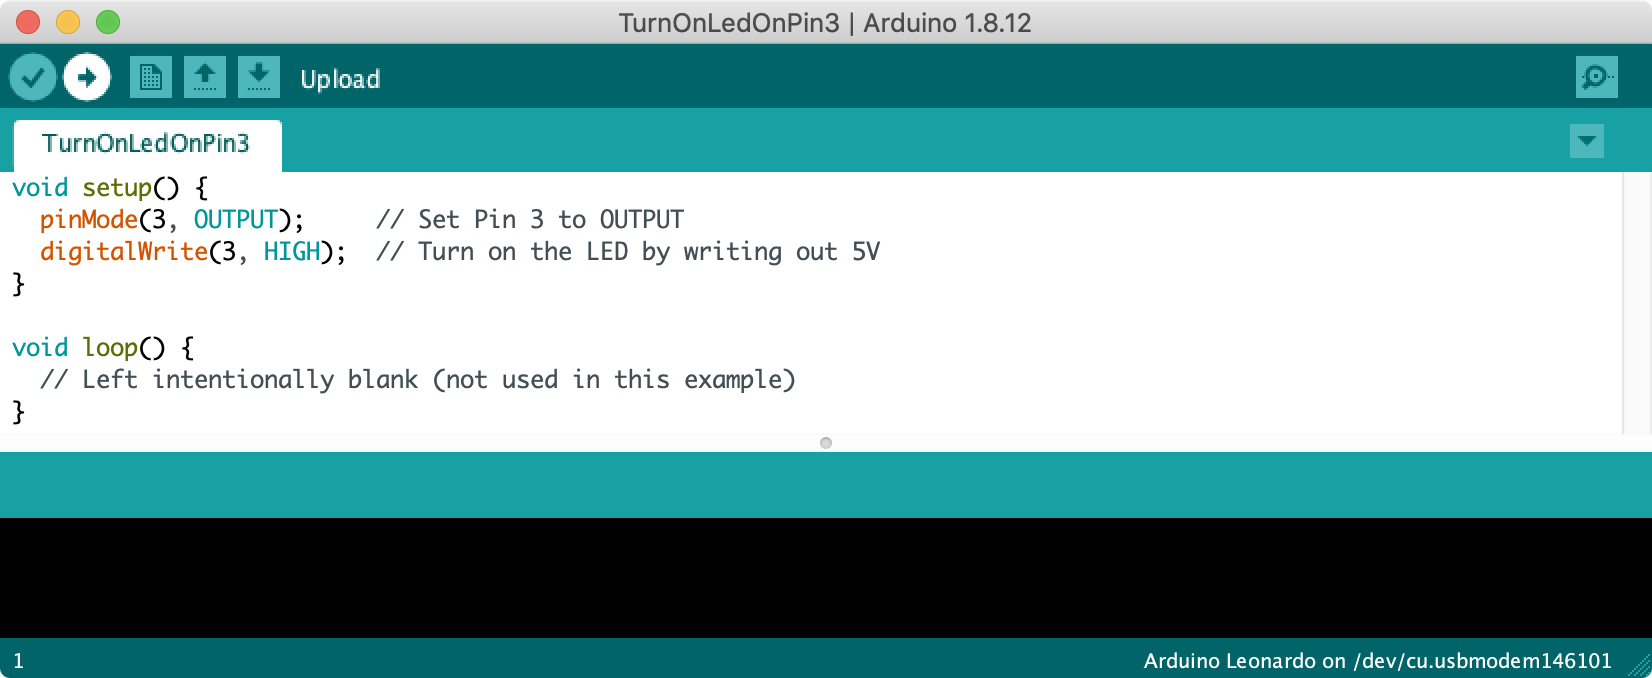 TurnOnLedOnPin3 | Arduino 1.8.12
Upload
TurnOnLedOnPin3
void setup() {
  pinMode(3, OUTPUT);     // Set Pin 3 to OUTPUT
  digitalWrite(3, HIGH);  // Turn on the LED by writing out 5V
}

void loop() {
  // Left intentionally blank (not used in this example)
}
1
Arduino Leonardo on /dev/cu.usbmodem146101